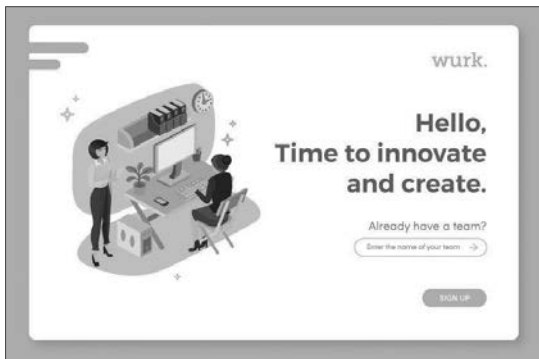 wurk.
Hello,
Time to innovate
and create.
Already have a team?
Enter the name of your team
SIGN UP